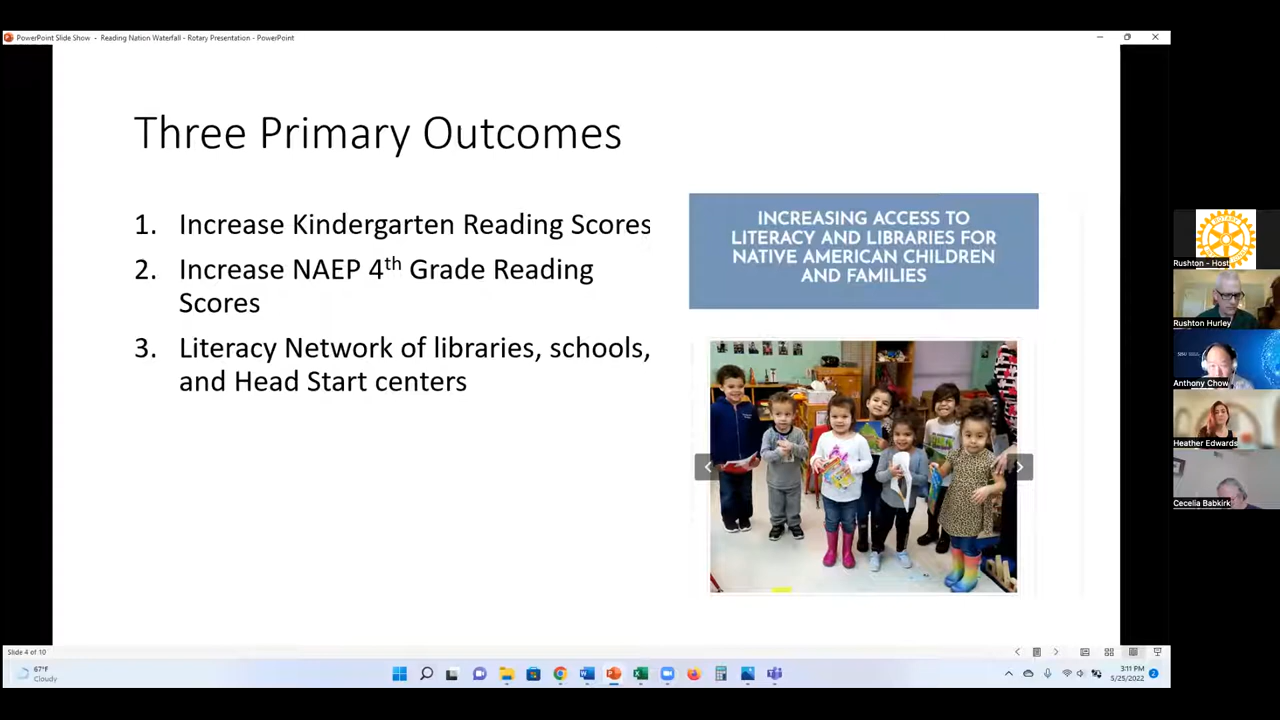 PowerPoint Slide Show - Reading Nation Waterfall - Rotary Presentation - PowerPoint
Three Primary Outcomes
1. Increase Kindergarten Reading Scores
2. Increase NAEP 4th Grade Reading
Scores
3. Literacy Network of libraries, schools,
and Head Start centers
INCREASING ACCESS TO
LITERACY AND LIBRARIES FOR
NATIVE AMERICAN CHILDREN
AND FAMILIES
Rushton - Host
Rushton Hurley
Anthony Chow
Heather Edwards
Cecelia Babkirk
Slide 4 of 10
67°F
Cloudy
3:11 PM
5/25/2022
2